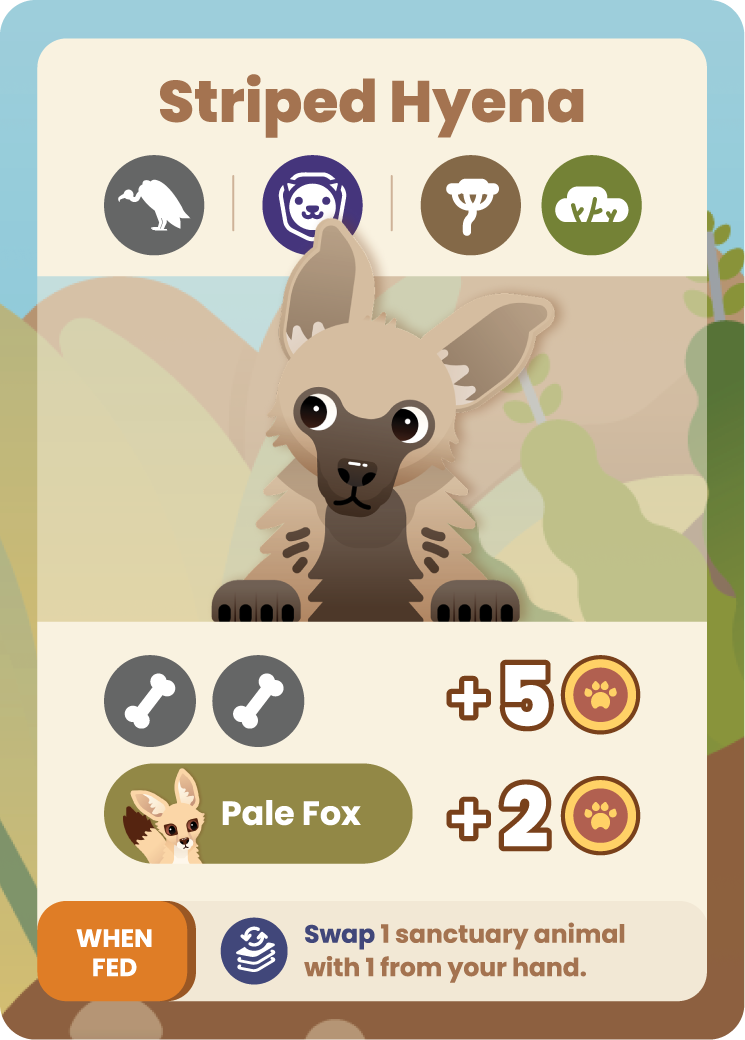 Striped Hyena
+5
Pale Fox
+2
WHEN
FED
Swap 1 sanctuary animal
with 1 from your hand.